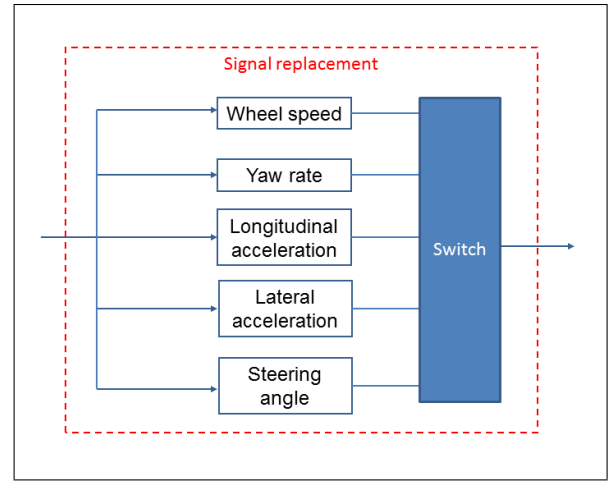 Signal replacement
Wheel speed
Yaw rate
Longitudinal
acceleration
Switch
Lateral
acceleration
Steering
angle